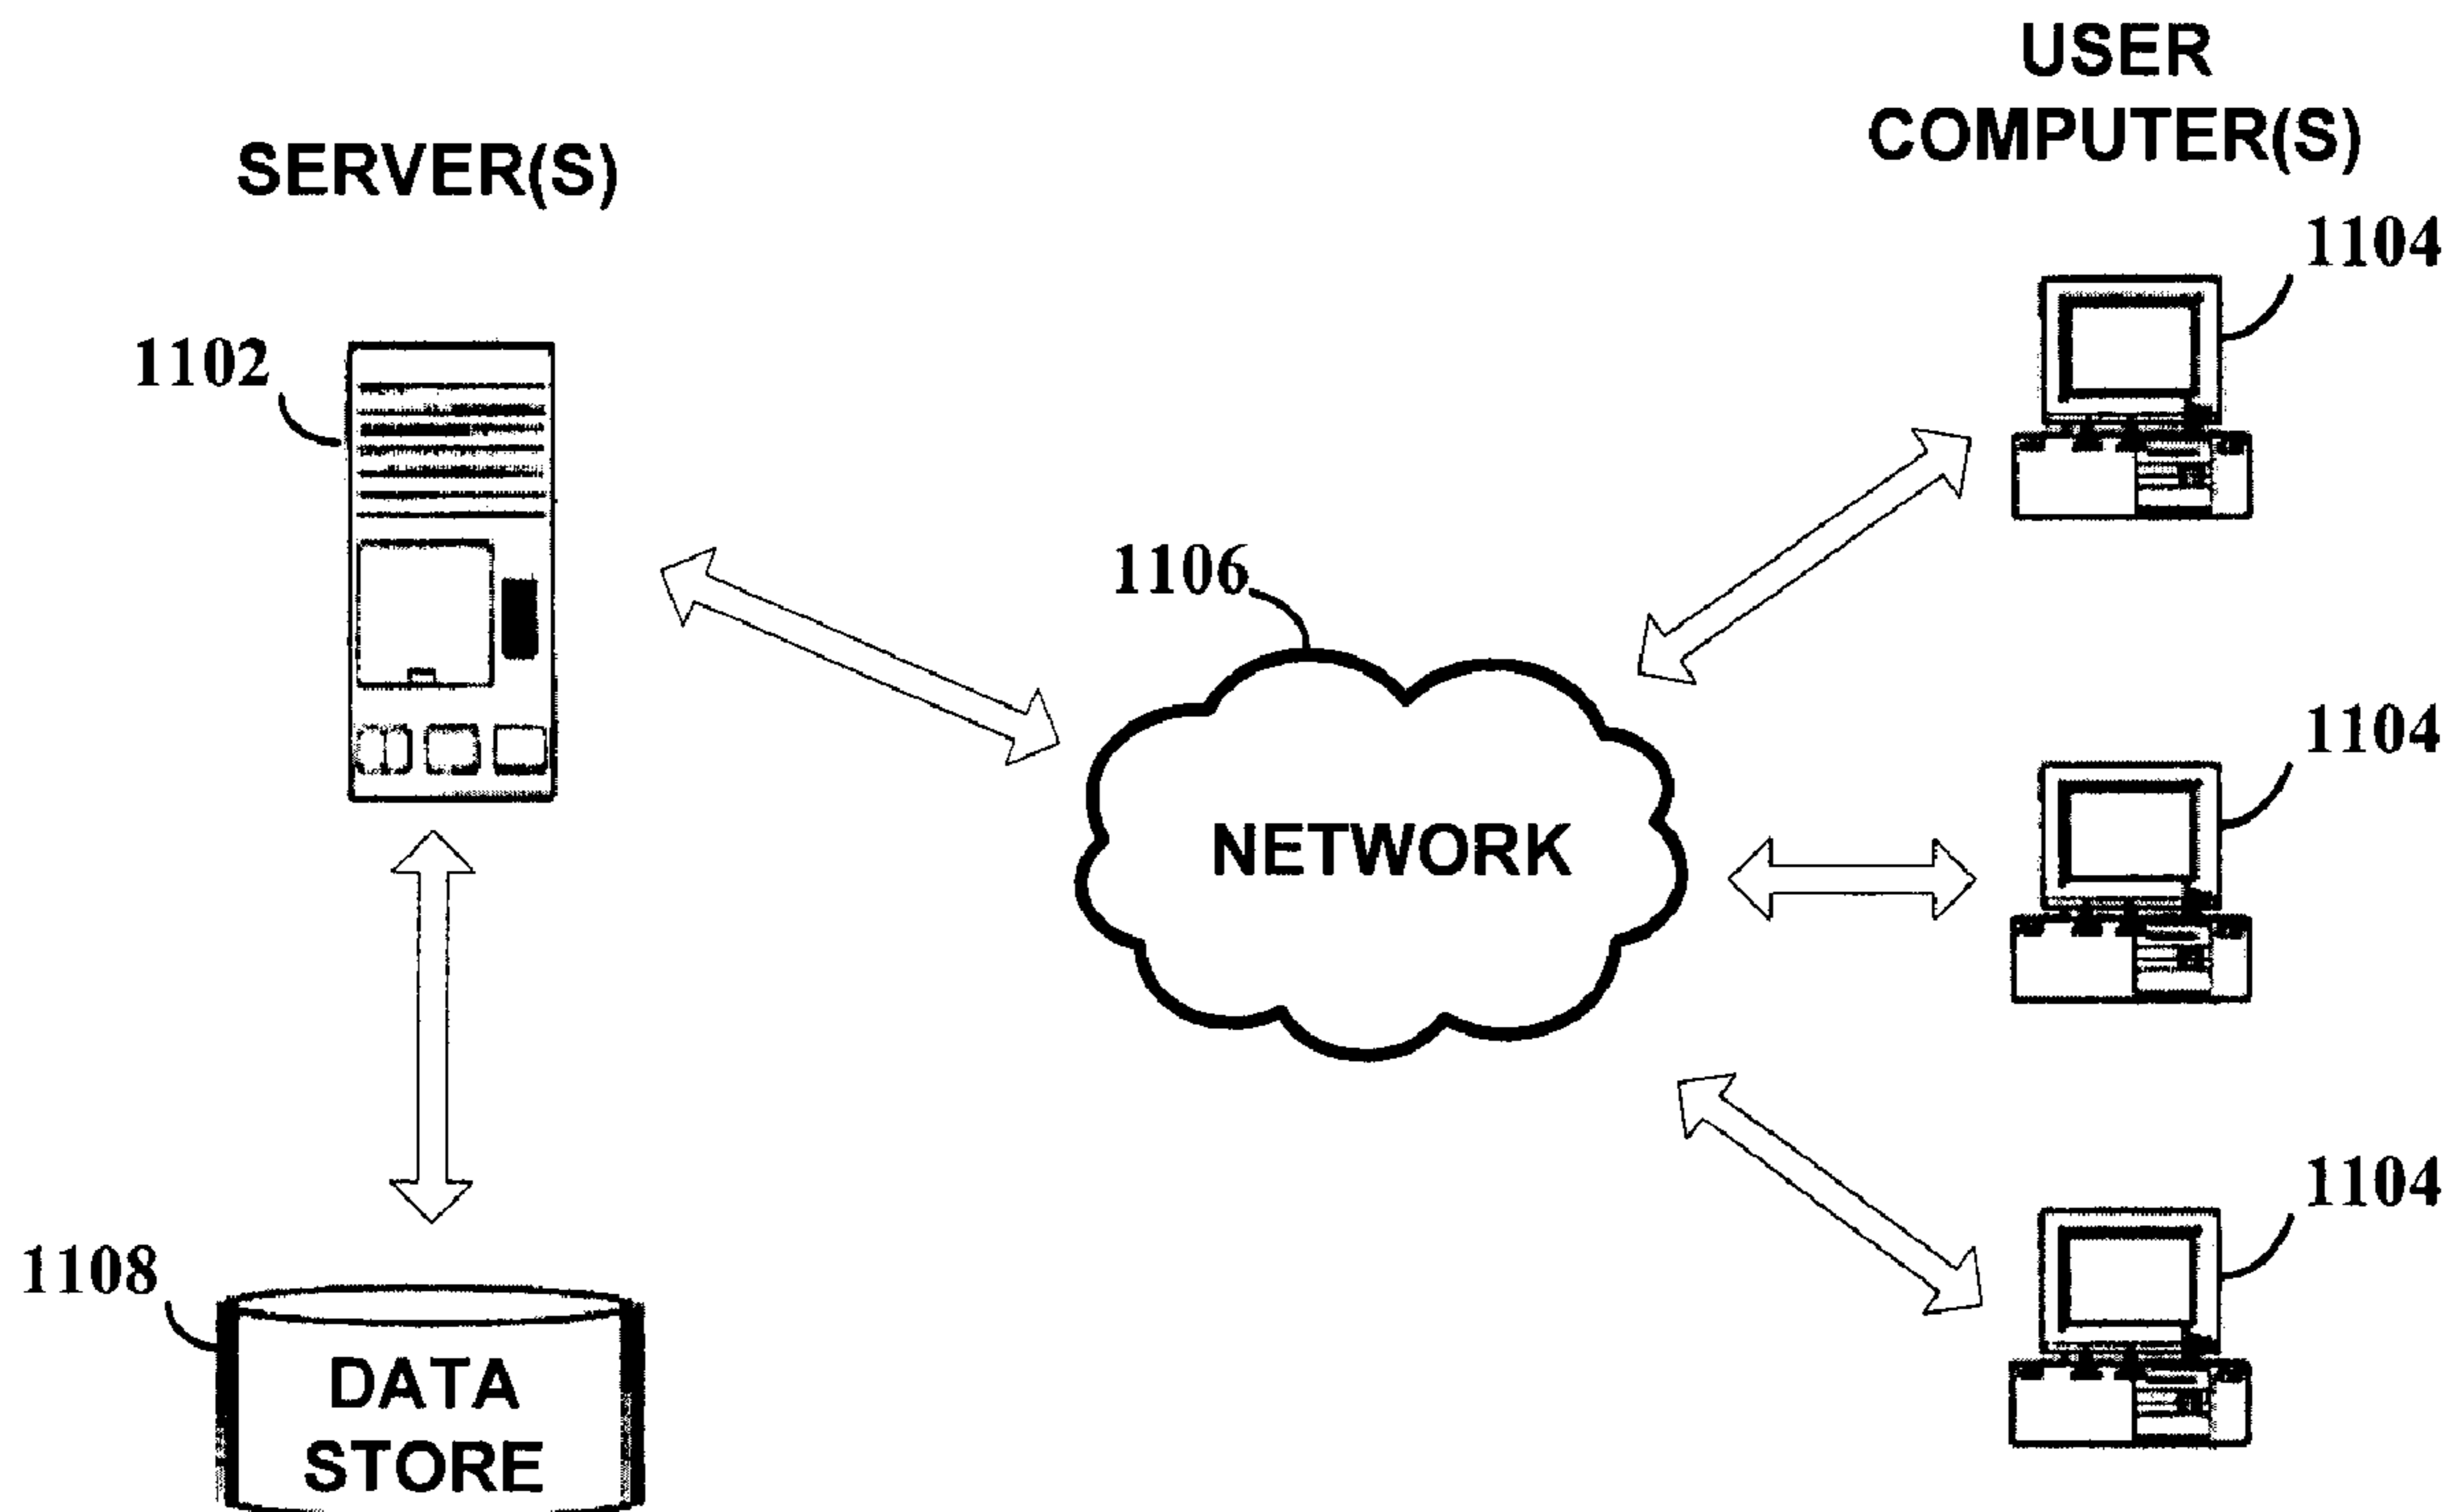 USER
COMPUTER(S)
SERVER(S)
1104
1102
1106
1104
NETWORK
1104
1108
DATA
STORE